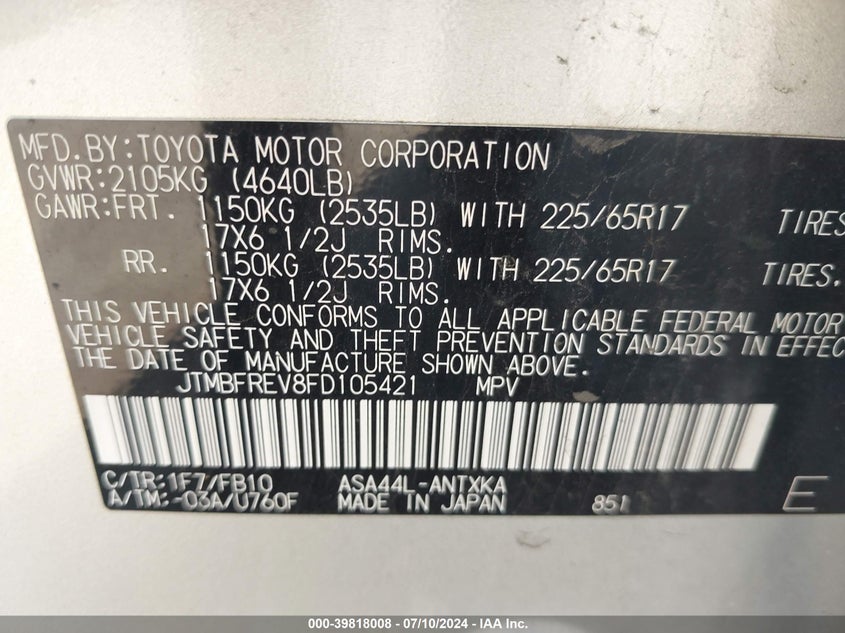 MFD.BY:TOYOTA MOTOR CORPORATION
GVWR:2105KG (4640LB)
GAWR:FRT. 1150KG (2535LB) WITH 225/65R17 TIRES
17X6 1/2J RIMS.
RR. 1150KG (2535LB) WITH 225/65R17 TIRES.
17X6 1/2J RIMS.
THIS VEHICLE CONFORMS TO ALL APPLICABLE FEDERAL MOTOR
VEHICLE SAFETY AND THEFT PREVENTION STANDARDS IN EFFEC
THE DATE OF MANUFACTURE SHOWN ABOVE.
JTMBFREV8FD105421 MPV
C/TR:1F7/FB10 ASA44L-ANTXKA
A/TM:-03A/U760F MADE IN JAPAN 851 E
000-39818008 - 07/10/2024 - IAA Inc.